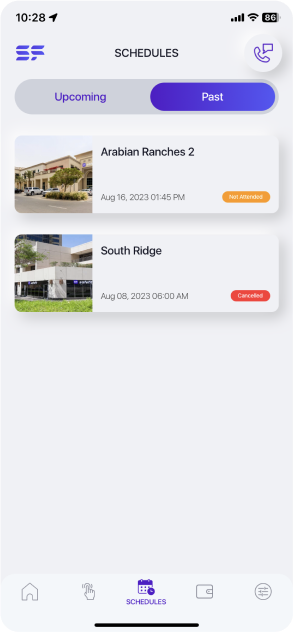 10:28
86
SF
SCHEDULES
Upcoming
Past
Arabian Ranches 2
Aug 16, 2023 01:45 PM
Not Attended
South Ridge
Aug 08, 2023 06:00 AM
Cancelled
SCHEDULES